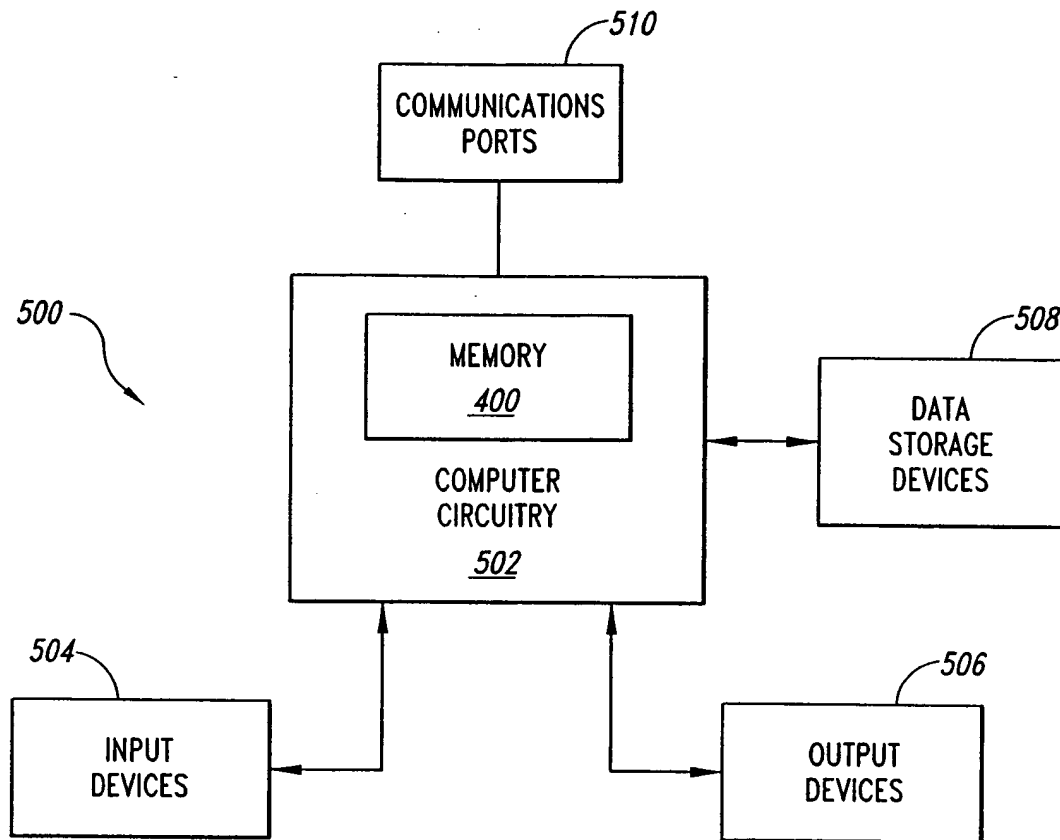 510
COMMUNICATIONS
PORTS
500
MEMORY
400
508
DATA
STORAGE
DEVICES
COMPUTER
CIRCUITRY
502
504
INPUT
DEVICES
506
OUTPUT
DEVICES